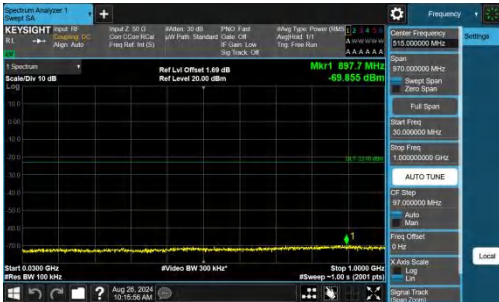 Spectrum Analyzer 1
Swept SA
Frequency
KEYSIGHT
Input: RF
Coupling: DC
Align: Auto
Input Z: 50 Ω
Corr CCorr RCal
Freq Ref: Int (S)
#Atten: 30 dB
µW Path: Standard
PNO: Fast
Gate: Off
IF Gain: Low
Sig Track: Off
#Avg Type: Power (RMS)
Avg|Hold: 1/1
Trig: Free Run
1 2 3 4 5 6
A W W W W W
A A A A A A
1 Spectrum
Scale/Div 10 dB
Log
Ref Lvl Offset 1.69 dB
Ref Level 20.00 dBm
Mkr1 897.7 MHz
-69.855 dBm
10.0
-20.0
-30.0
-40.0
-50.0
-60.0
-70.0
1
Start 0.0300 GHz
#Res BW 100 kHz
#Video BW 300 kHz*
Stop 1.0000 GHz
#Sweep ~1.00 s (2001 pts)
Aug 26, 2024
10:15:56 AM
Center Frequency
515.000000 MHz
Settings
Span
970.000000 MHz
Swept Span
Zero Span
Full Span
Start Freq
30.000000 MHz
Stop Freq
1.000000000 GHz
AUTO TUNE
CF Step
97.000000 MHz
Auto
Man
Freq Offset
0 Hz
X Axis Scale
Log
Lin
Signal Track
(Span Zoom)
Local